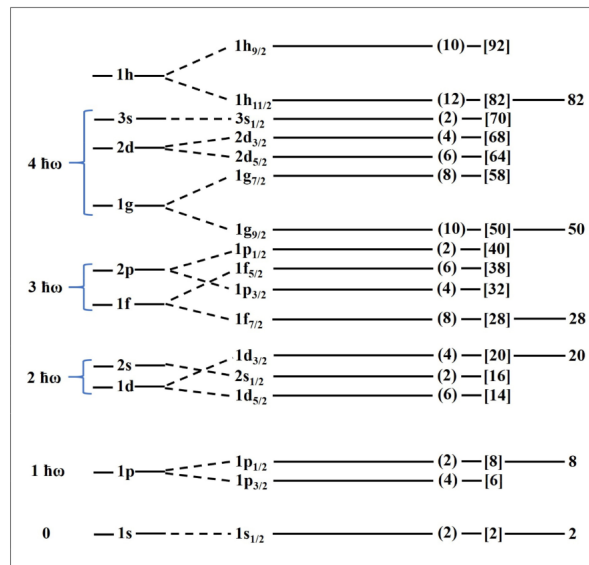 1h9/2 (10) [92]
1h
1h11/2 (12) [82] 82
3s 3s1/2 (2) [70]
2d3/2 (4) [68]
2d
2d5/2 (6) [64]
4 ħω
1g7/2 (8) [58]
1g
1g9/2 (10) [50] 50
1p1/2 (2) [40]
2p 1f5/2 (6) [38]
3 ħω
1p3/2 (4) [32]
1f
1f7/2 (8) [28] 28
1d3/2 (4) [20] 20
2s
2 ħω 2s1/2 (2) [16]
1d
1d5/2 (6) [14]
1p1/2 (2) [8] 8
1 ħω 1p
1p3/2 (4) [6]
0 1s 1s1/2 (2) [2] 2